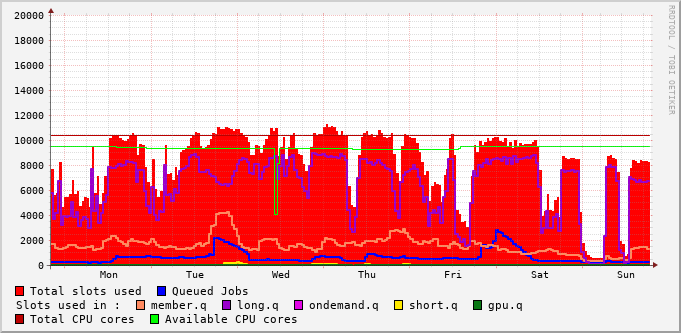 RRDTOOL / TOBI OETIKER
20000
18000
16000
14000
12000
10000
8000
6000
4000
2000
0
Mon Tue Wed Thu Fri Sat Sun
Total slots used Queued Jobs
Slots used in : member.q long.q ondemand.q short.q gpu.q
Total CPU cores Available CPU cores